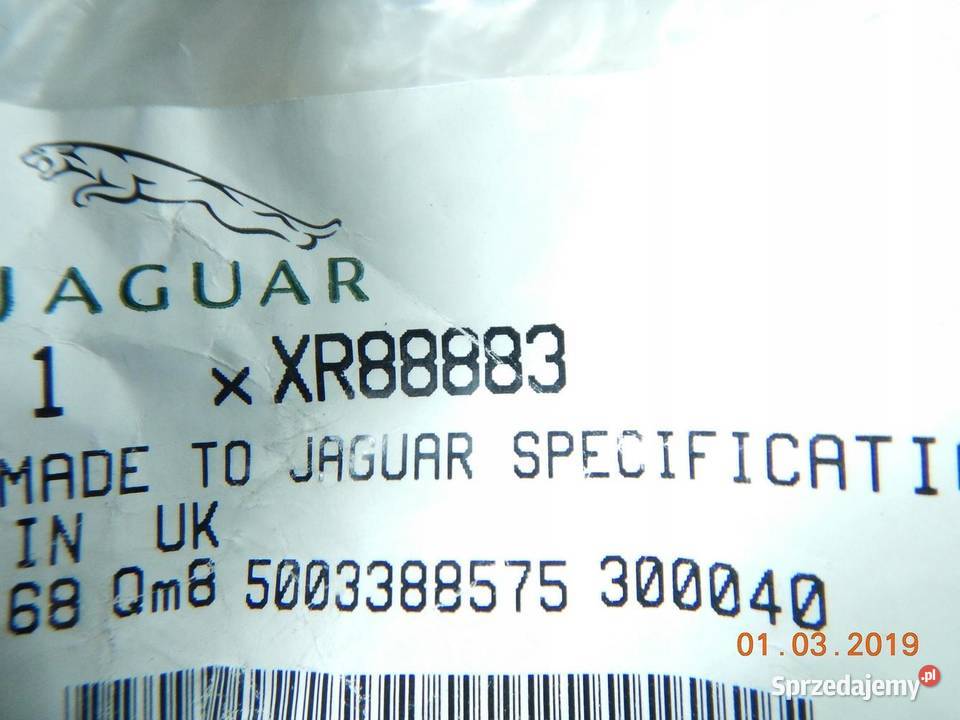 JAGUAR
1 x XR88883
MADE TO JAGUAR SPECIFICATI
IN UK
68 Qm8 5003388575 300040
01.03.2019
Sprzedajemy.pl